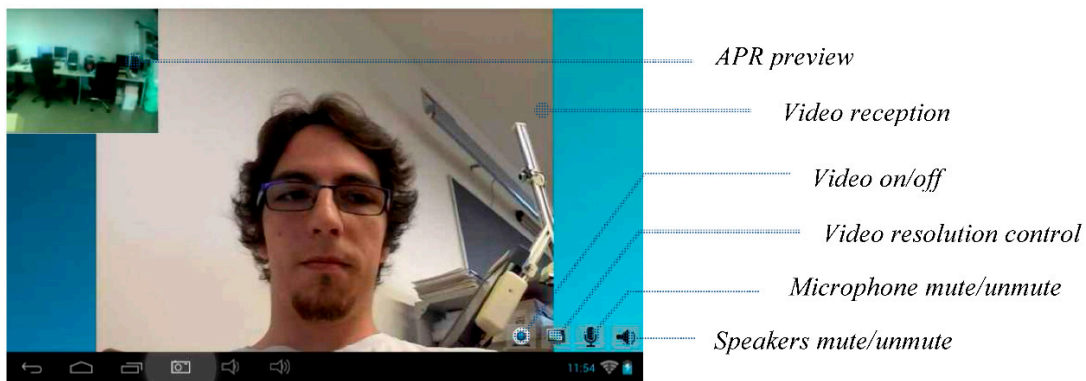 APR preview
Video reception
Video on/off
Video resolution control
Microphone mute/unmute
Speakers mute/unmute
11:54